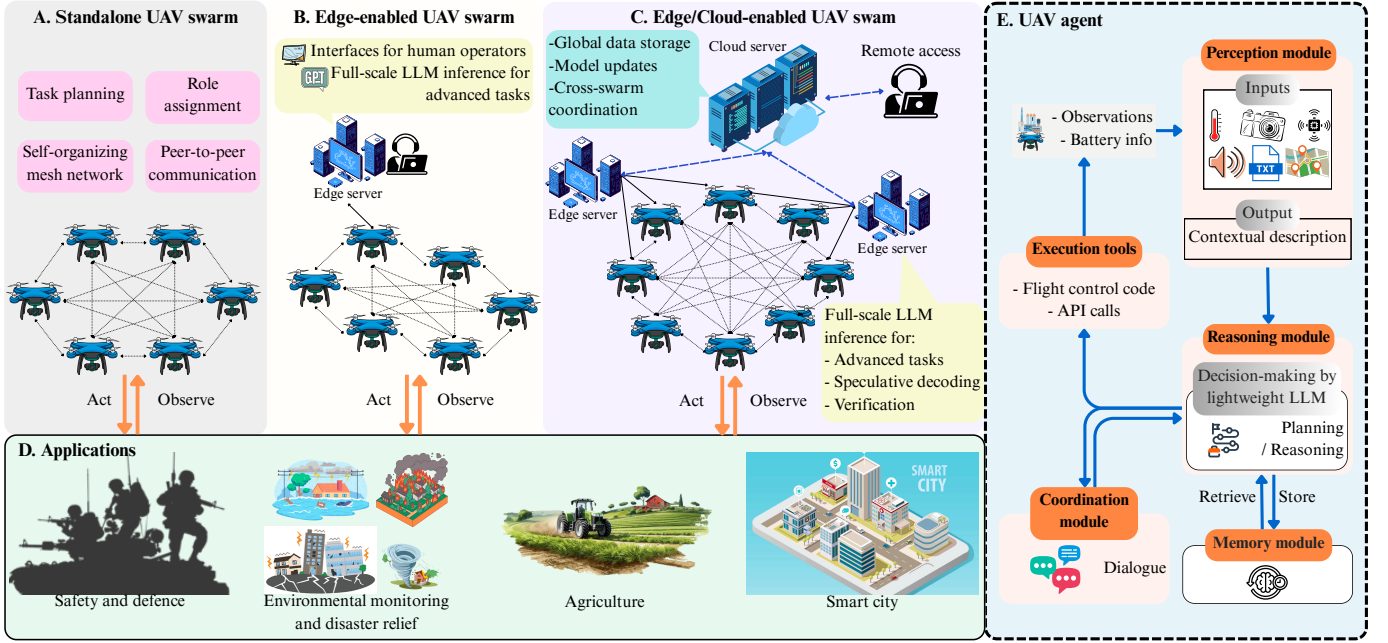 A. Standalone UAV swarm
Task planning
Role
assignment
Self-organizing
mesh network
Peer-to-peer
communication
Act
Observe
B. Edge-enabled UAV swarm
Interfaces for human operators
GPT
Full-scale LLM inference for
advanced tasks
Edge server
Act
Observe
C. Edge/Cloud-enabled UAV swam
-Global data storage
-Model updates
-Cross-swarm
coordination
Cloud server
Remote access
Edge server
Edge server
Full-scale LLM
inference for:
- Advanced tasks
- Speculative decoding
- Verification
Act
Observe
D. Applications
Safety and defence
Environmental monitoring
and disaster relief
Agriculture
SMART
CITY
Smart city
E. UAV agent
Perception module
Inputs
TXT
Output
Contextual description
- Observations
- Battery info
Execution tools
- Flight control code
- API calls
Reasoning module
Decision-making by
lightweight LLM
Planning
/ Reasoning
Retrieve
Store
Coordination
module
Dialogue
Memory module